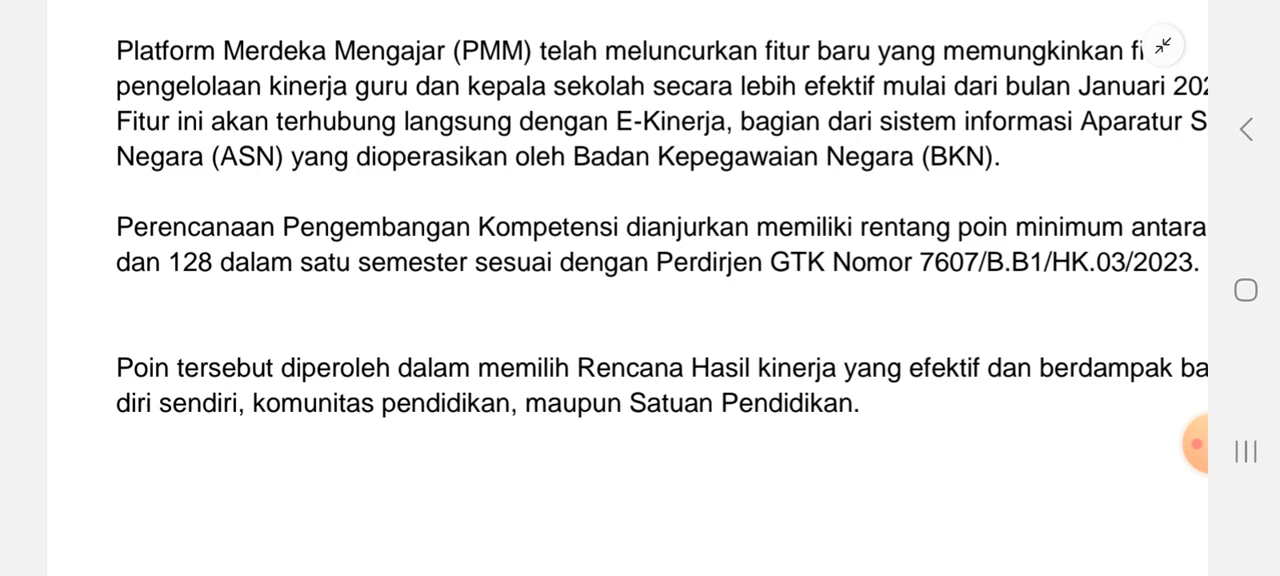 Platform Merdeka Mengajar (PMM) telah meluncurkan fitur baru yang memungkinkan
pengelolaan kinerja guru dan kepala sekolah secara lebih efektif mulai dari bulan Januari
Fitur ini akan terhubung langsung dengan E-Kinerja, bagian dari sistem informasi Aparatur
Negara (ASN) yang dioperasikan oleh Badan Kepegawaian Negara (BKN).
Perencanaan Pengembangan Kompetensi dianjurkan memiliki rentang poin minimum antara
dan 128 dalam satu semester sesuai dengan Perdirjen GTK Nomor 7607/B.B1/HK.03/2023.
Poin tersebut diperoleh dalam memilih Rencana Hasil kinerja yang efektif dan berdampak
diri sendiri, komunitas pendidikan, maupun Satuan Pendidikan.